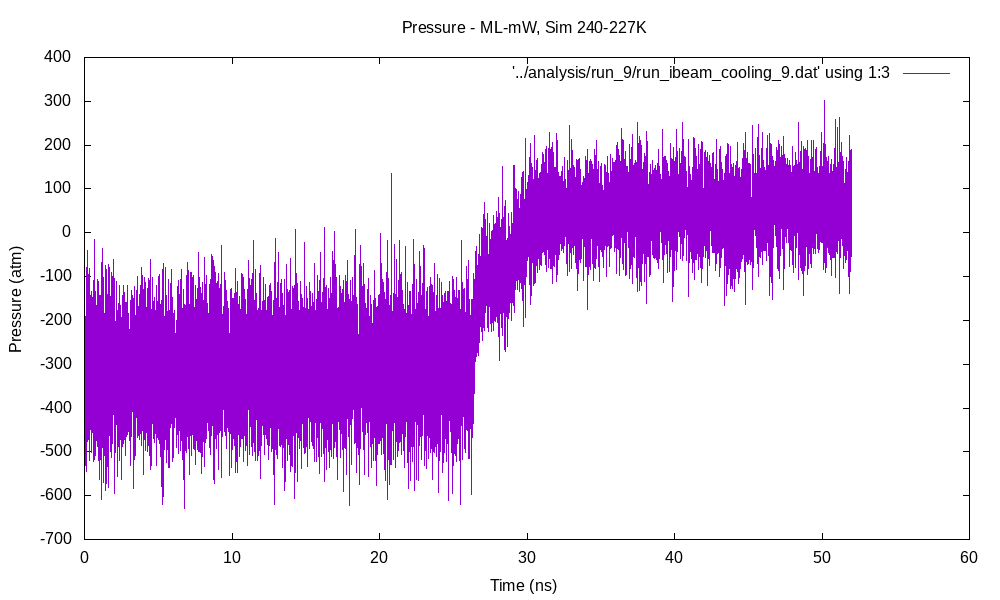 Pressure - ML-mW, Sim 240-227K
'../analysis/run_9/run_ibeam_cooling_9.dat' using 1:3
400
300
200
100
0
-100
-200
-300
-400
-500
-600
-700
Pressure (atm)
0 10 20 30 40 50 60
Time (ns)